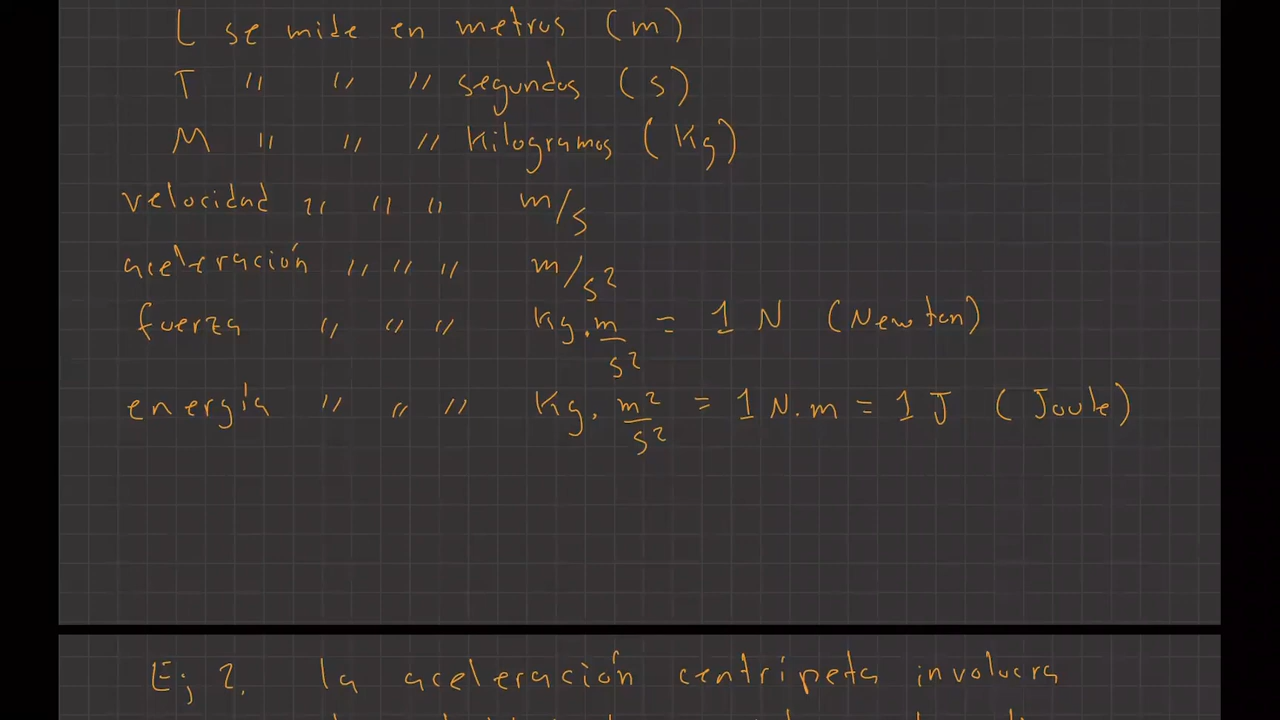 L se mide en metros (m)
T " " " segundos (s)
M " " " Kilogramos (Kg)
velocidad " " " m/s
aceleración " " " m/s²
fuerza " " " Kg.m/s² = 1 N (Newton)
energía " " " Kg.m²/s² = 1 N.m = 1 J (Joule)
Ej 2. la aceleración centripeta involucra